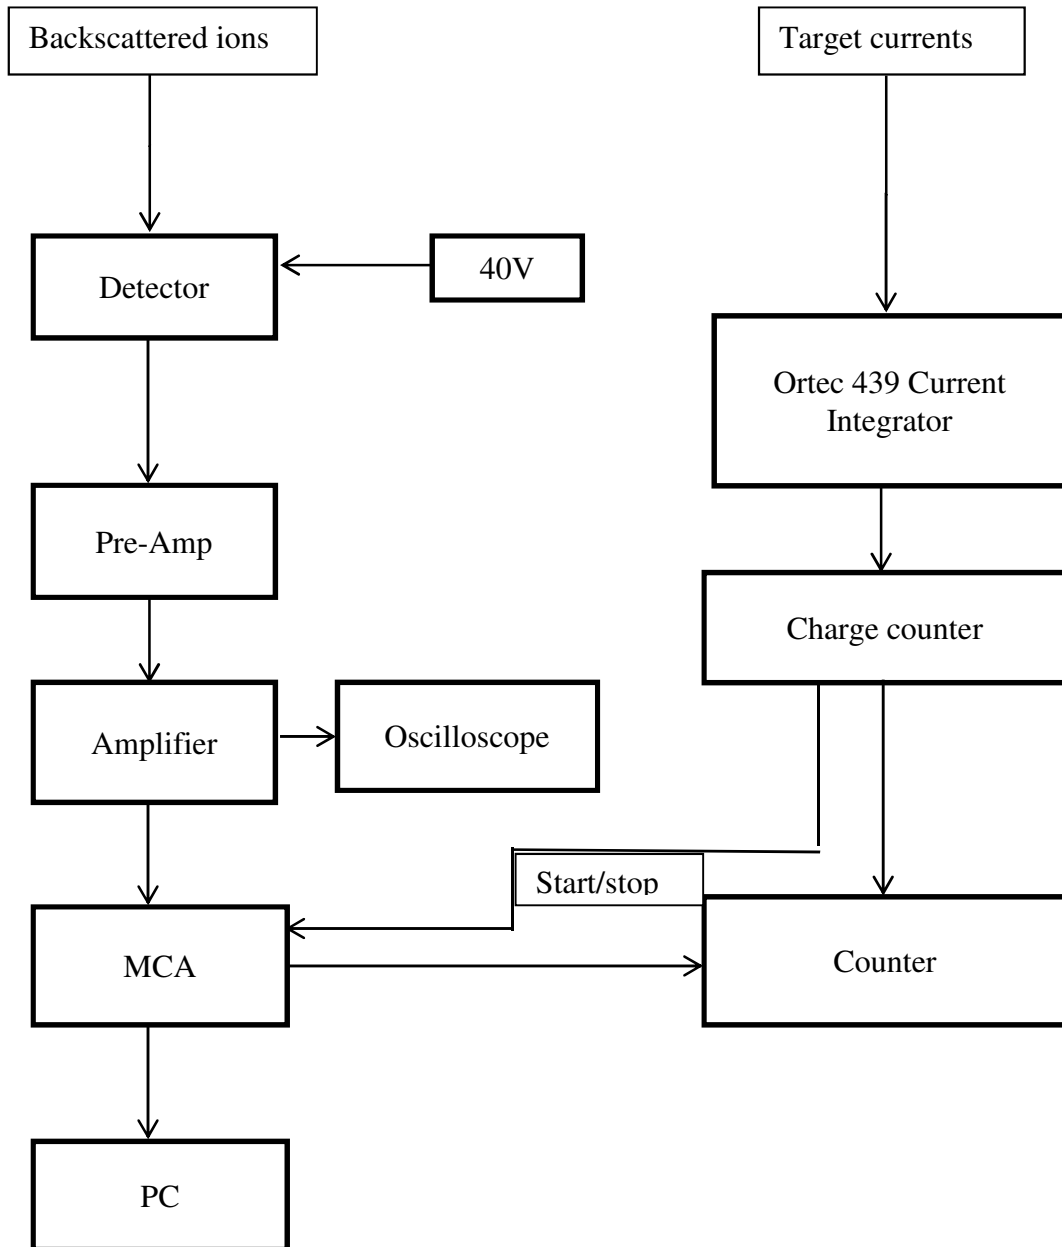 Backscattered ions
Target currents
Detector
40V
Ortec 439 Current
Integrator
Pre-Amp
Charge counter
Amplifier
Oscilloscope
Start/stop
MCA
Counter
PC